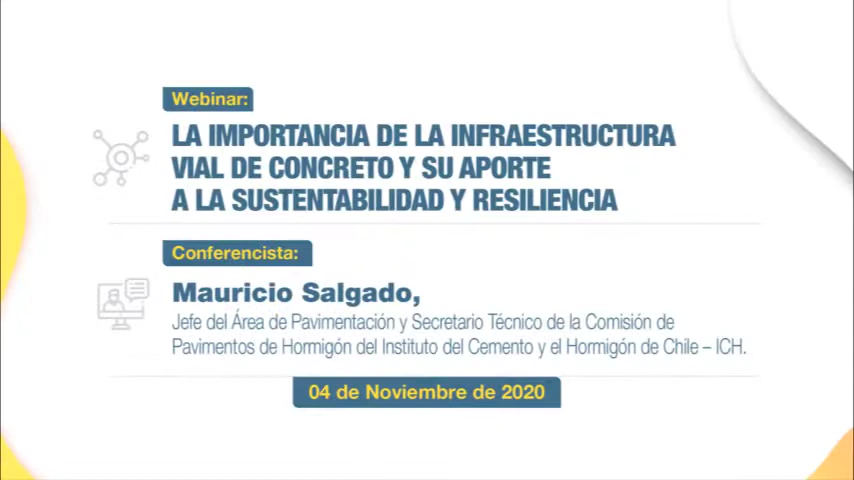 Webinar:
LA IMPORTANCIA DE LA INFRAESTRUCTURA
VIAL DE CONCRETO Y SU APORTE
A LA SUSTENTABILIDAD Y RESILIENCIA
Conferencista:
Mauricio Salgado,
Jefe del Área de Pavimentación y Secretario Técnico de la Comisión de
Pavimentos de Hormigón del Instituto del Cemento y el Hormigón de Chile – ICH.
04 de Noviembre de 2020